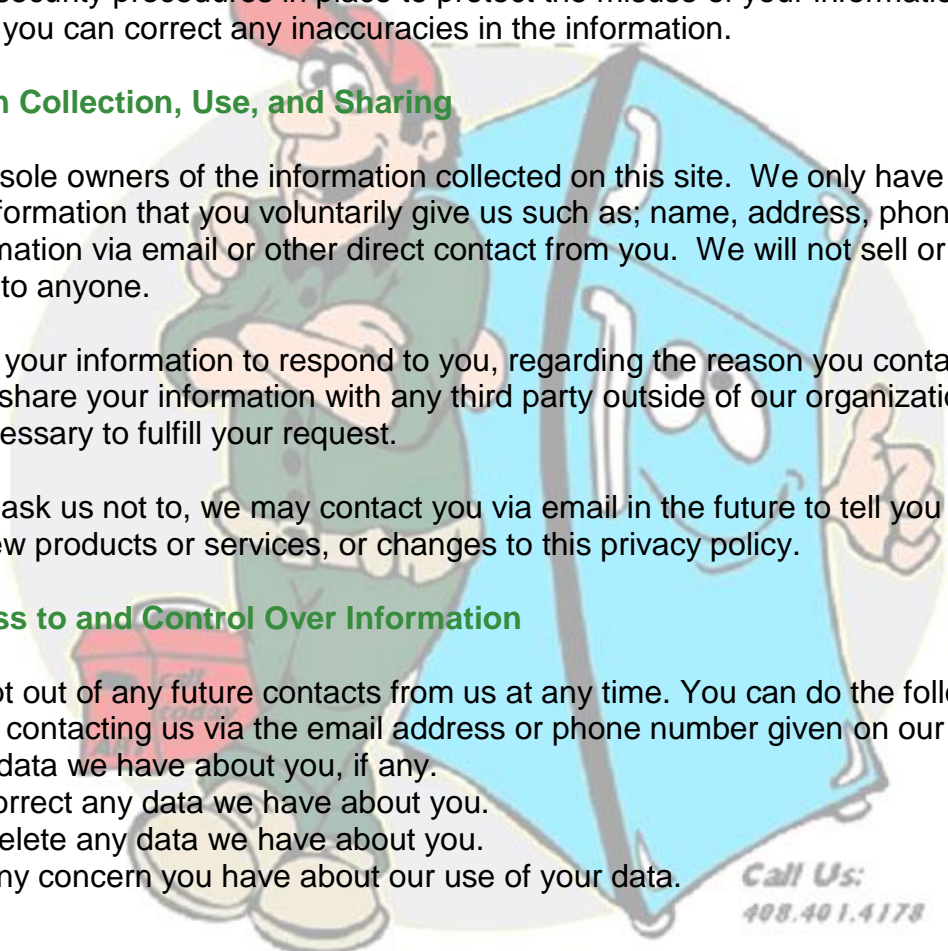 security procedures in place to protect the misuse of your informatio
you can correct any inaccuracies in the information.
n Collection, Use, and Sharing
sole owners of the information collected on this site.  We only have
formation that you voluntarily give us such as; name, address, phon
mation via email or other direct contact from you.  We will not sell or
to anyone.
your information to respond to you, regarding the reason you conta
share your information with any third party outside of our organizatio
essary to fulfill your request.
ask us not to, we may contact you via email in the future to tell you
ew products or services, or changes to this privacy policy.
ss to and Control Over Information
t out of any future contacts from us at any time. You can do the follo
contacting us via the email address or phone number given on our
data we have about you, if any.
orrect any data we have about you.
elete any data we have about you.
ny concern you have about our use of your data.
call
today
Call Us:
408.401.4178